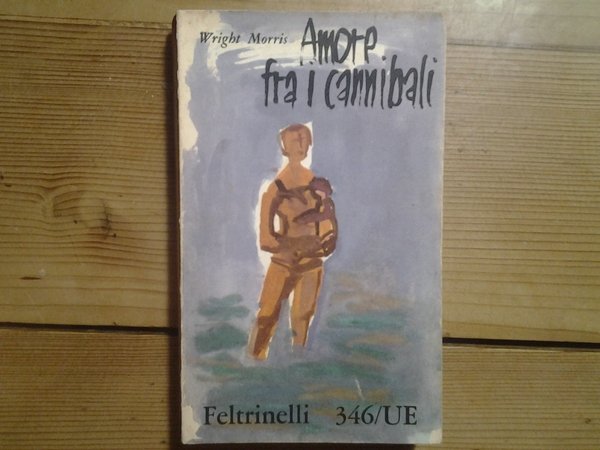 Wright Morris Amore
fra i cannibali
Feltrinelli 346/UE